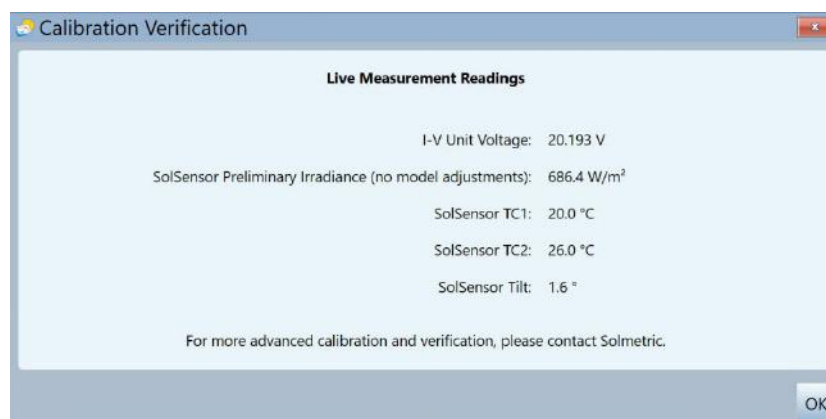 Calibration Verification
Live Measurement Readings
I-V Unit Voltage: 20.193 V
SolSensor Preliminary Irradiance (no model adjustments): 686.4 W/m²
SolSensor TC1: 20.0 °C
SolSensor TC2: 26.0 °C
SolSensor Tilt: 1.6 °
For more advanced calibration and verification, please contact Solmetric.
OK